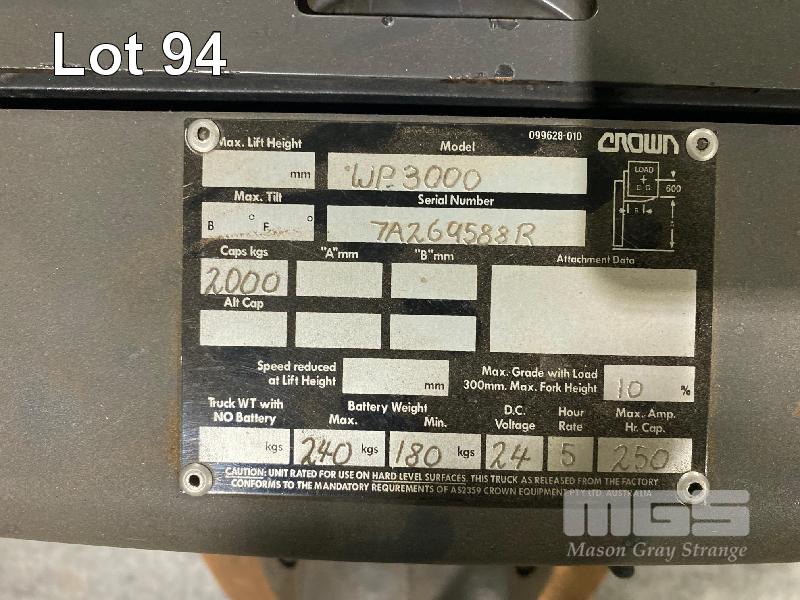 Lot 94
099628-010
CROWN
Max. Lift Height
mm
Model
WP-3000
LOAD
C G
600
Max. Tilt
B ° F °
Serial Number
7A269588R
Caps kgs
2000
"A"mm
"B"mm
Attachment Data
Alt Cap
Speed reduced
at Lift Height
mm
Max. Grade with Load
300mm. Max. Fork Height
10 %
Truck WT with
NO Battery
kgs
Battery Weight
Max.
240 kgs
Min.
180 kgs
D.C.
Voltage
24
Hour
Rate
5
Max. Amp.
Hr. Cap.
250
CAUTION: UNIT RATED FOR USE ON HARD LEVEL SURFACES. THIS TRUCK AS RELEASED FROM THE FACTORY
CONFORMS TO THE MANDATORY REQUREMENTS OF AS2359 CROWN EQUIPMENT PTY LTD. AUSTRALIA
MGS
Mason Gray Strange